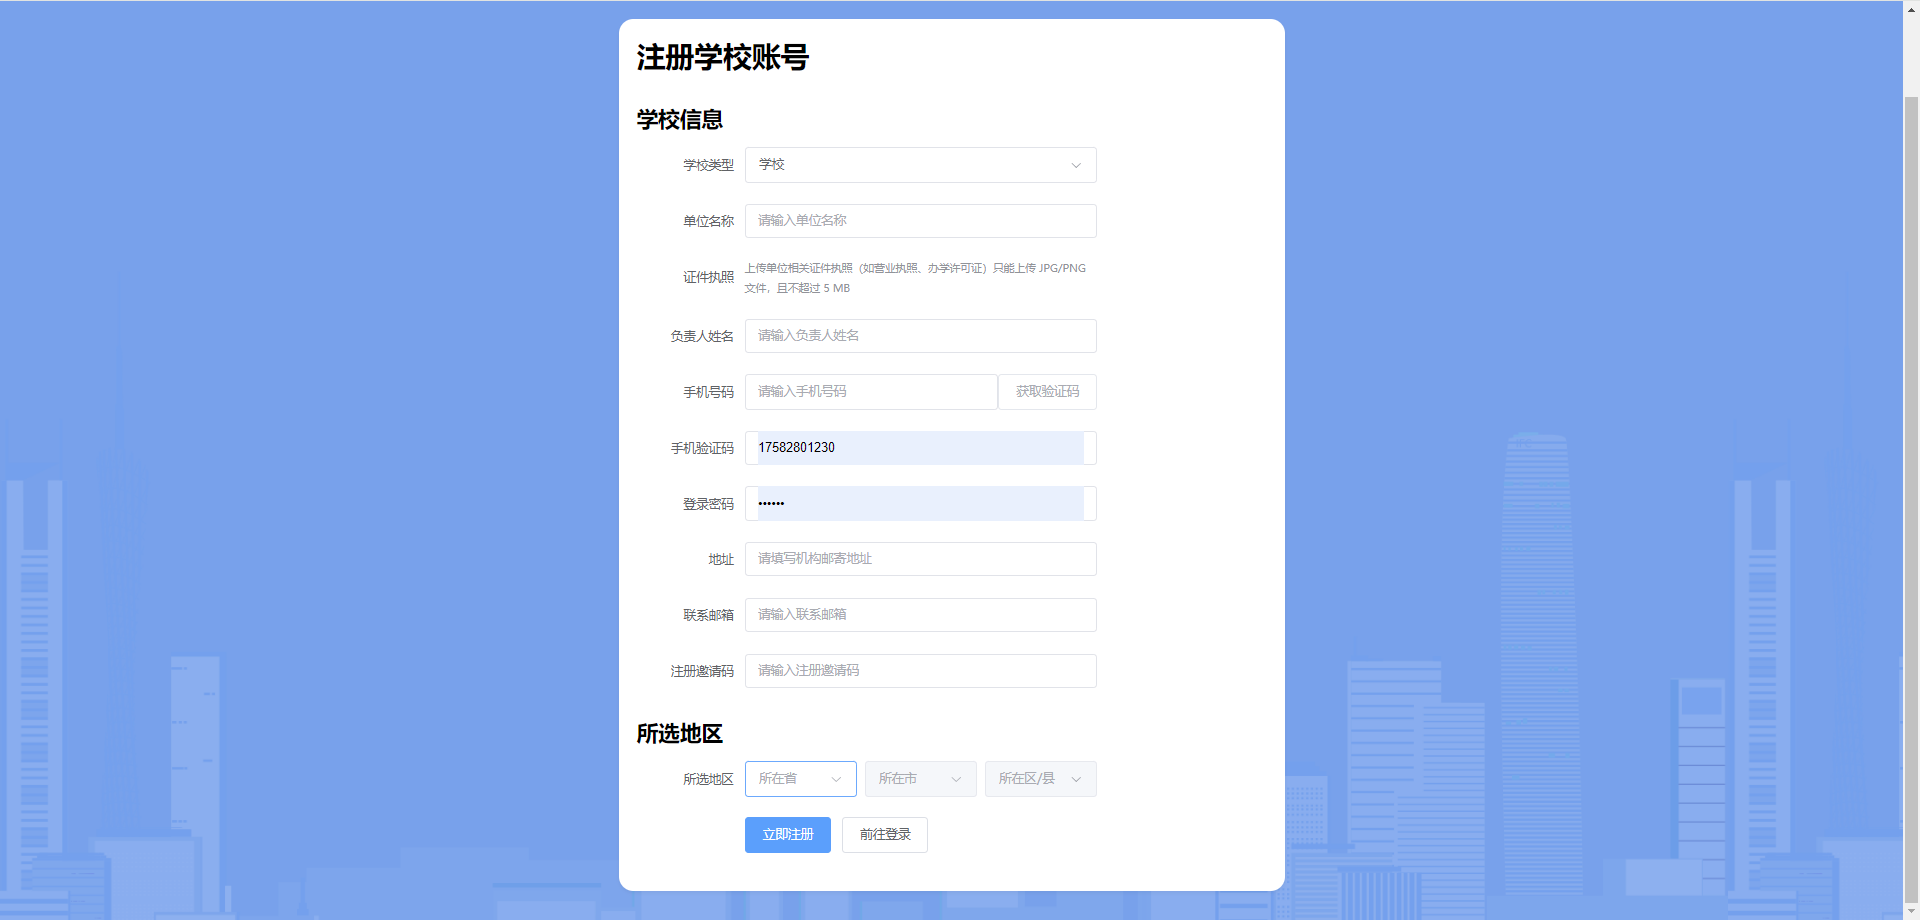 注册学校账号
学校信息
学校类型 学校
单位名称 请输入单位名称
证件执照 上传单位相关证件执照（如营业执照、办学许可证）只能上传 JPG/PNG
文件，且不超过 5 MB
负责人姓名 请输入负责人姓名
手机号码 请输入手机号码 获取验证码
手机验证码 17582801230
登录密码 ••••••
地址 请填写机构邮寄地址
联系邮箱 请输入联系邮箱
注册邀请码 请输入注册邀请码
所选地区
所选地区 所在省 所在市 所在区/县
立即注册 前往登录